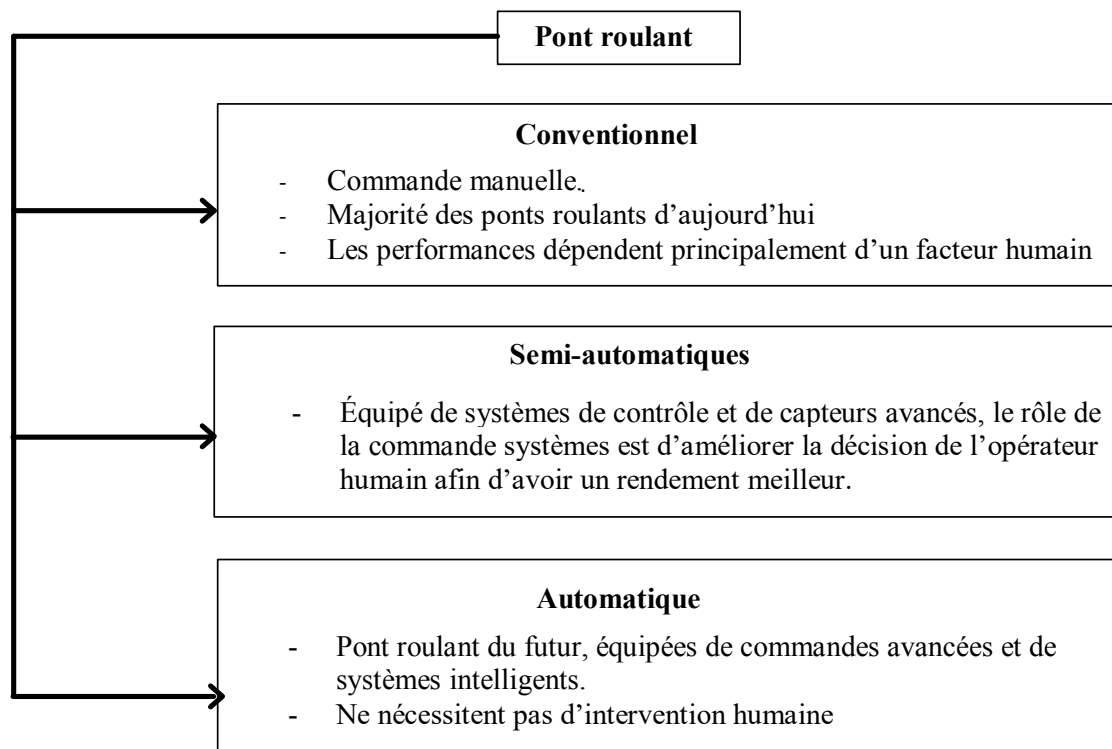 Pont roulant
Conventionnel
- Commande manuelle..
- Majorité des ponts roulants d'aujourd'hui
- Les performances dépendent principalement d'un facteur humain
Semi-automatiques
- Équipé de systèmes de contrôle et de capteurs avancés, le rôle de
la commande systèmes est d'améliorer la décision de l'opérateur
humain afin d'avoir un rendement meilleur.
Automatique
- Pont roulant du futur, équipées de commandes avancées et de
systèmes intelligents.
- Ne nécessitent pas d'intervention humaine